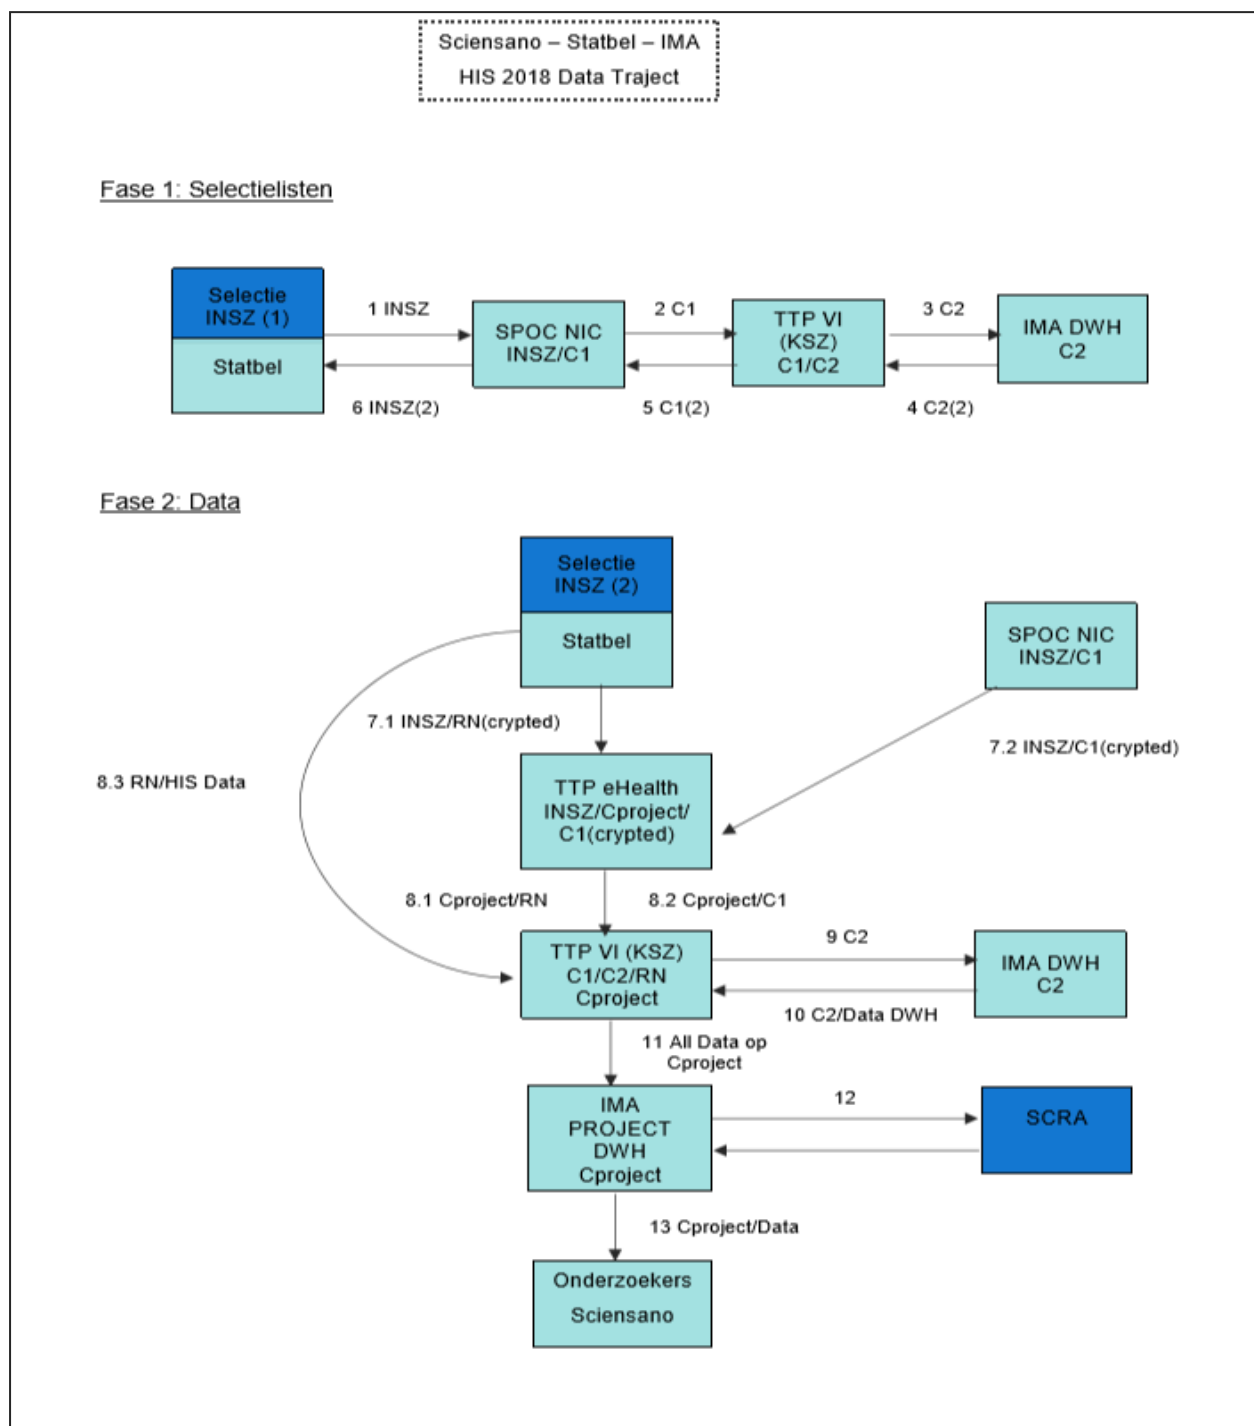 Sciensano – Statbel – IMA
HIS 2018 Data Traject
Fase 1: Selectielisten
Selectie
INSZ (1)
Statbel
1 INSZ
SPOC NIC
INSZ/C1
2 C1
TTP VI
(KSZ)
C1/C2
3 C2
IMA DWH
C2
6 INSZ(2)
5 C1(2)
4 C2(2)
Fase 2: Data
Selectie
INSZ (2)
Statbel
SPOC NIC
INSZ/C1
7.1 INSZ/RN(crypted)
7.2 INSZ/C1(crypted)
8.3 RN/HIS Data
TTP eHealth
INSZ/Cproject/
C1(crypted)
8.1 Cproject/RN
8.2 Cproject/C1
TTP VI (KSZ)
C1/C2/RN
Cproject
9 C2
IMA DWH
C2
10 C2/Data DWH
11 All Data op
Cproject
IMA
PROJECT
DWH
Cproject
12
SCRA
13 Cproject/Data
Onderzoekers
Sciensano